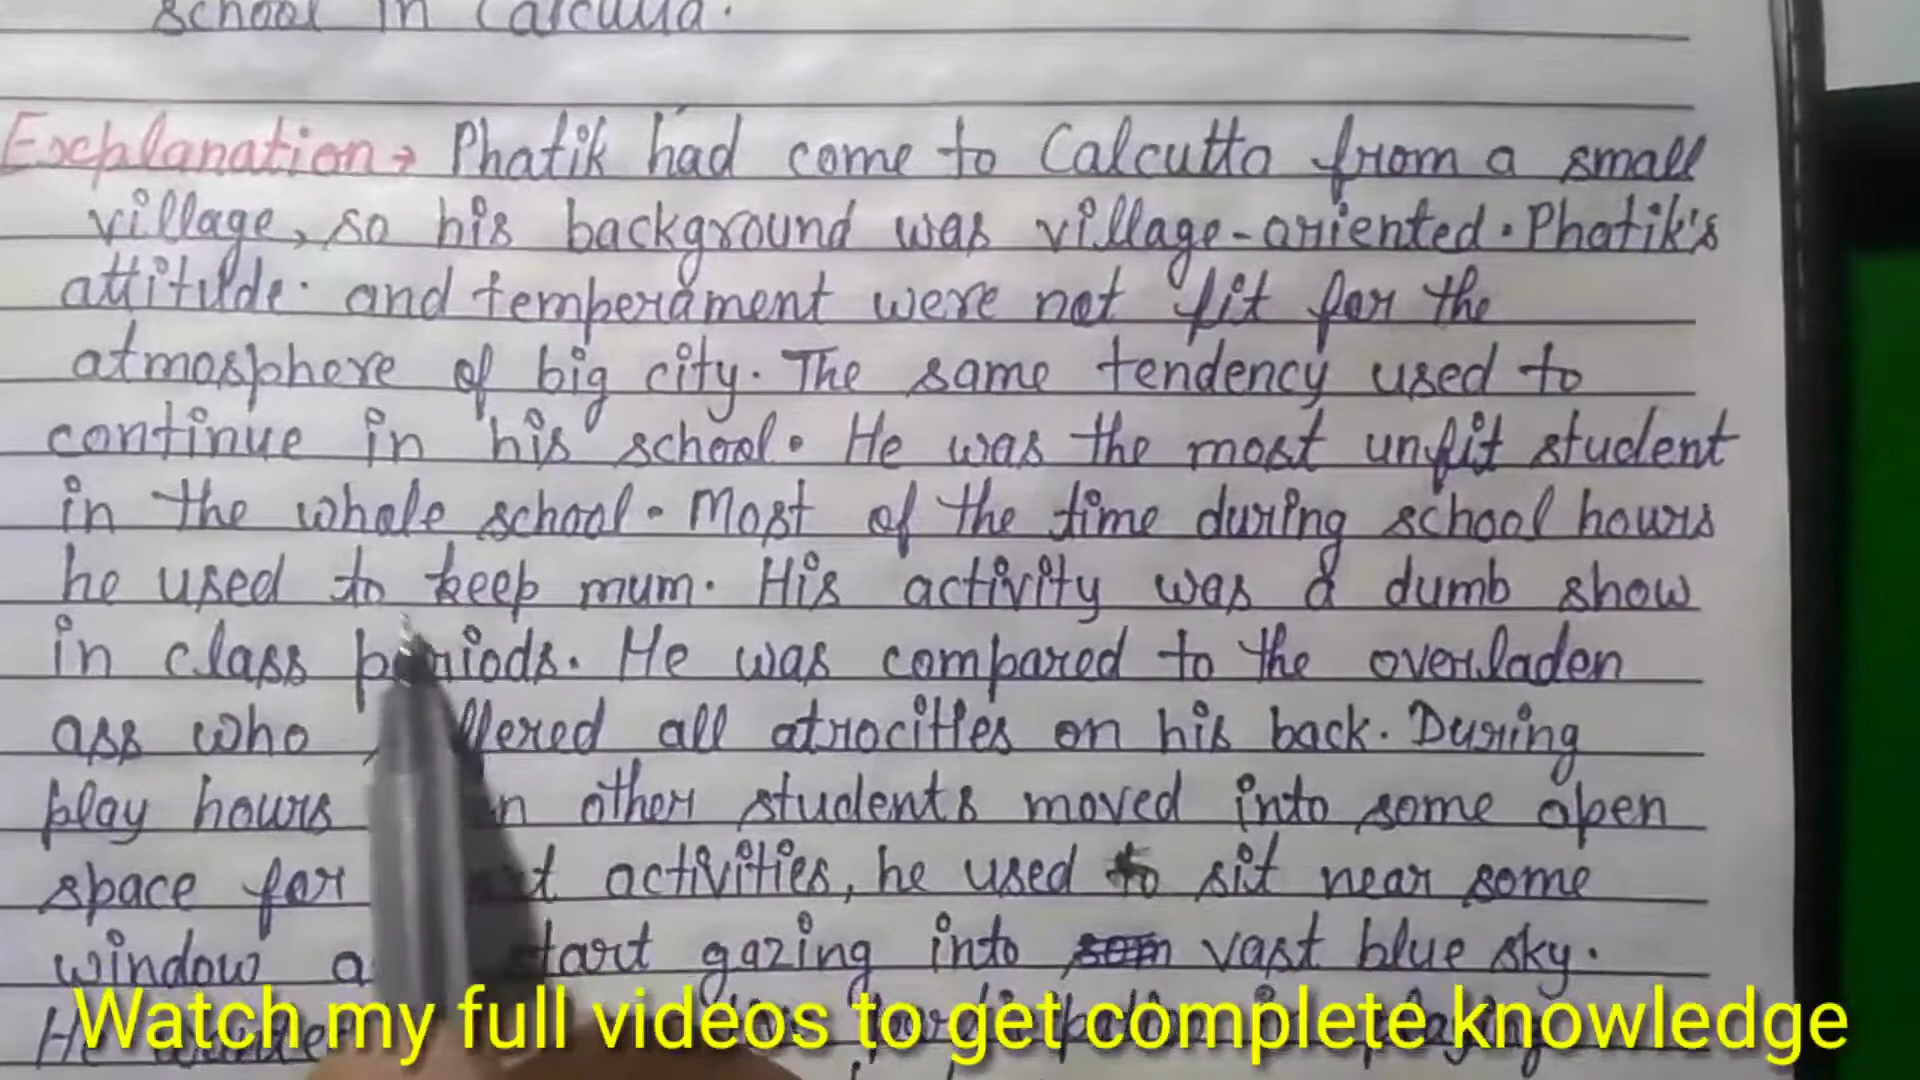 school in Calcutta.
Explanation → Phatik had come to Calcutta from a small
village, so his background was village-oriented. Phatik's
attitude and temperament were not fit for the
atmosphere of big city. The same tendency used to
continue in his school. He was the most unfit student
in the whole school. Most of the time during school hours
he used to keep mum. His activity was a dumb show
in class periods. He was compared to the overladen
ass who all atrocities on his back. During
play hours other students moved into some open
space for activities, he used to sit near some
window gazing into vast blue sky.
He
Watch my full videos to get complete knowledge